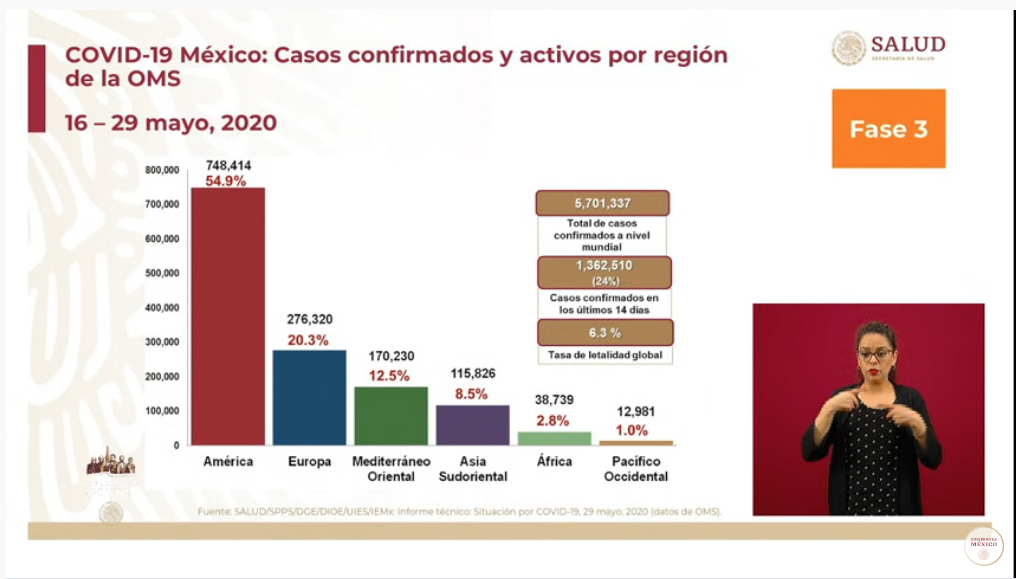 COVID-19 México: Casos confirmados y activos por región
de la OMS
16 – 29 mayo, 2020
SALUD
SECRETARÍA DE SALUD
Fase 3
800,000
700,000
600,000
500,000
400,000
300,000
200,000
100,000
0
748,414
54.9%
276,320
20.3%
170,230
12.5%
115,826
8.5%
38,739
2.8%
12,981
1.0%
América
Europa
Mediterráneo
Oriental
Asia
Sudoriental
África
Pacífico
Occidental
5,701,337
Total de casos
confirmados a nivel
mundial
1,362,510
(24%)
Casos confirmados en
los últimos 14 días
6.3 %
Tasa de letalidad global
Fuente: SALUD/SPPS/DGE/DIOE/UIES/IEMx: Informe técnico: Situación por COVID-19, 29 mayo, 2020 (datos de OMS).
GOBIERNO DE
MÉXICO